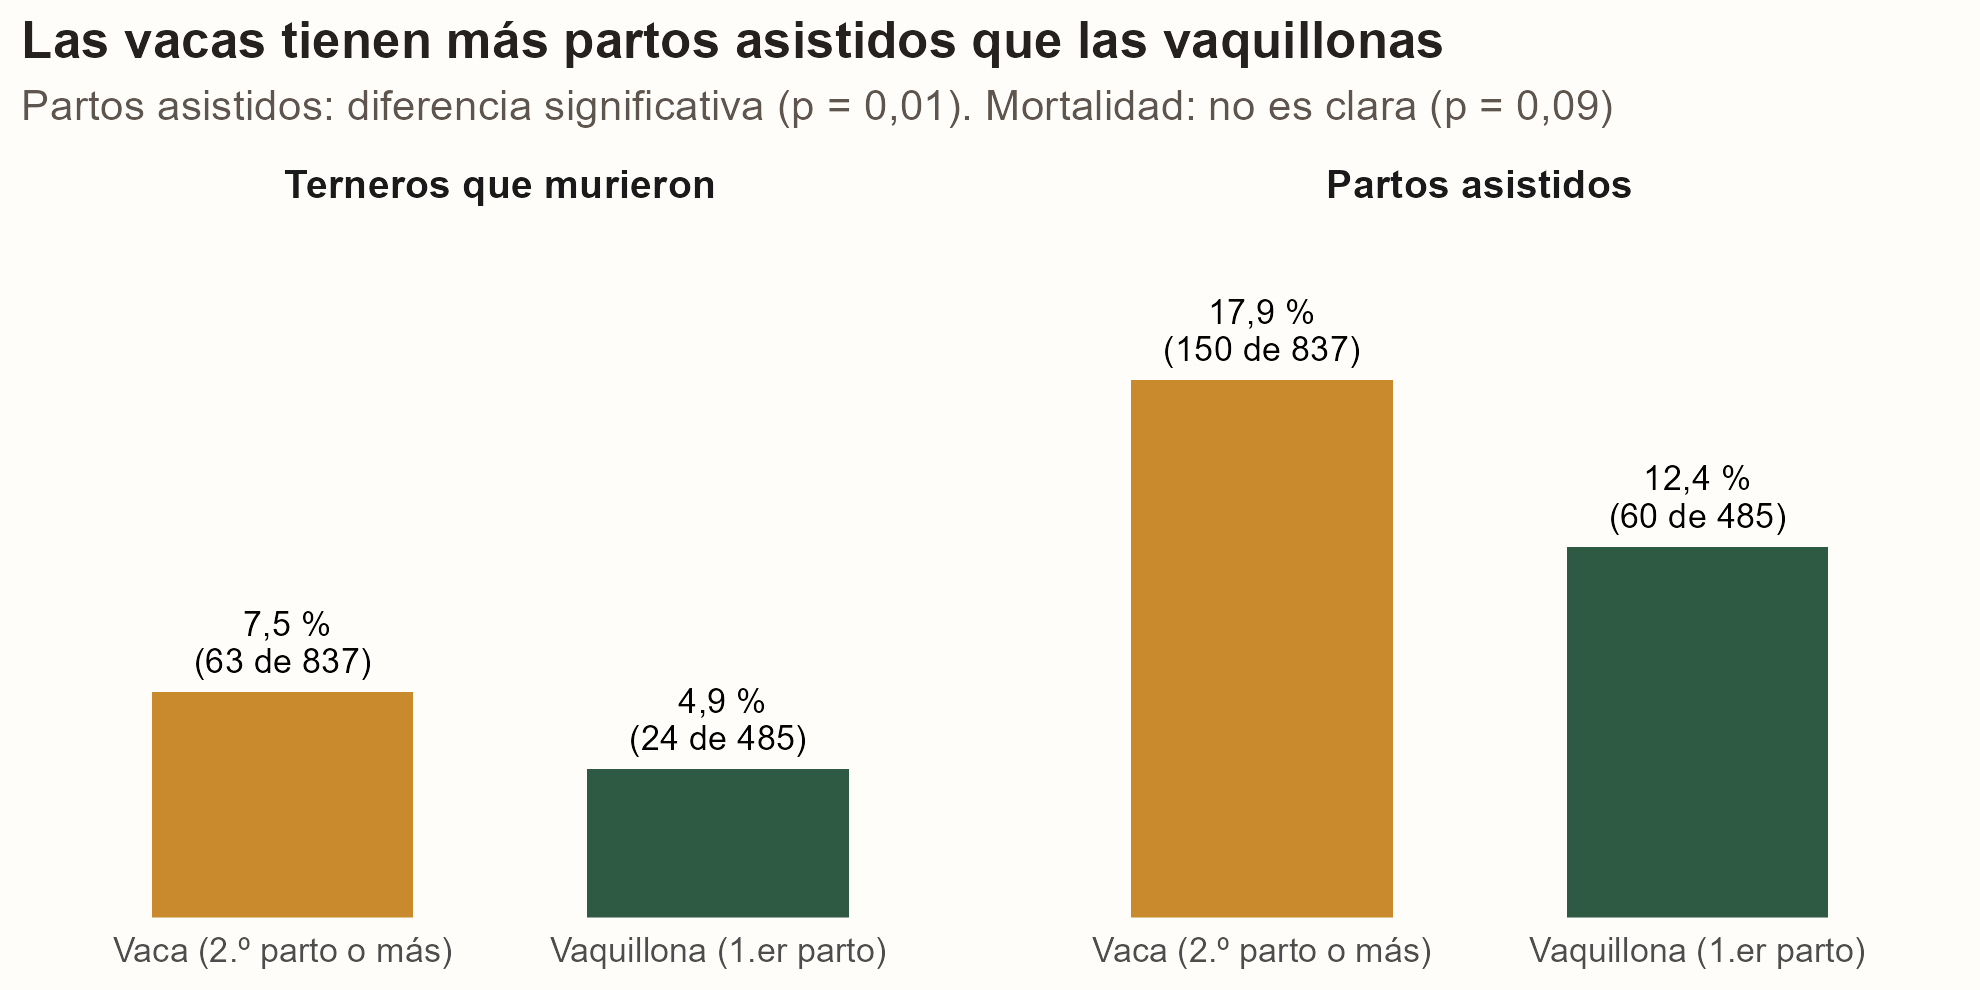 Las vacas tienen más partos asistidos que las vaquillonas
Partos asistidos: diferencia significativa (p = 0,01). Mortalidad: no es clara (p = 0,09)
Terneros que murieron
7,5 %
(63 de 837)
4,9 %
(24 de 485)
Vaca (2.º parto o más)
Vaquillona (1.er parto)
Partos asistidos
17,9 %
(150 de 837)
12,4 %
(60 de 485)
Vaca (2.º parto o más)
Vaquillona (1.er parto)